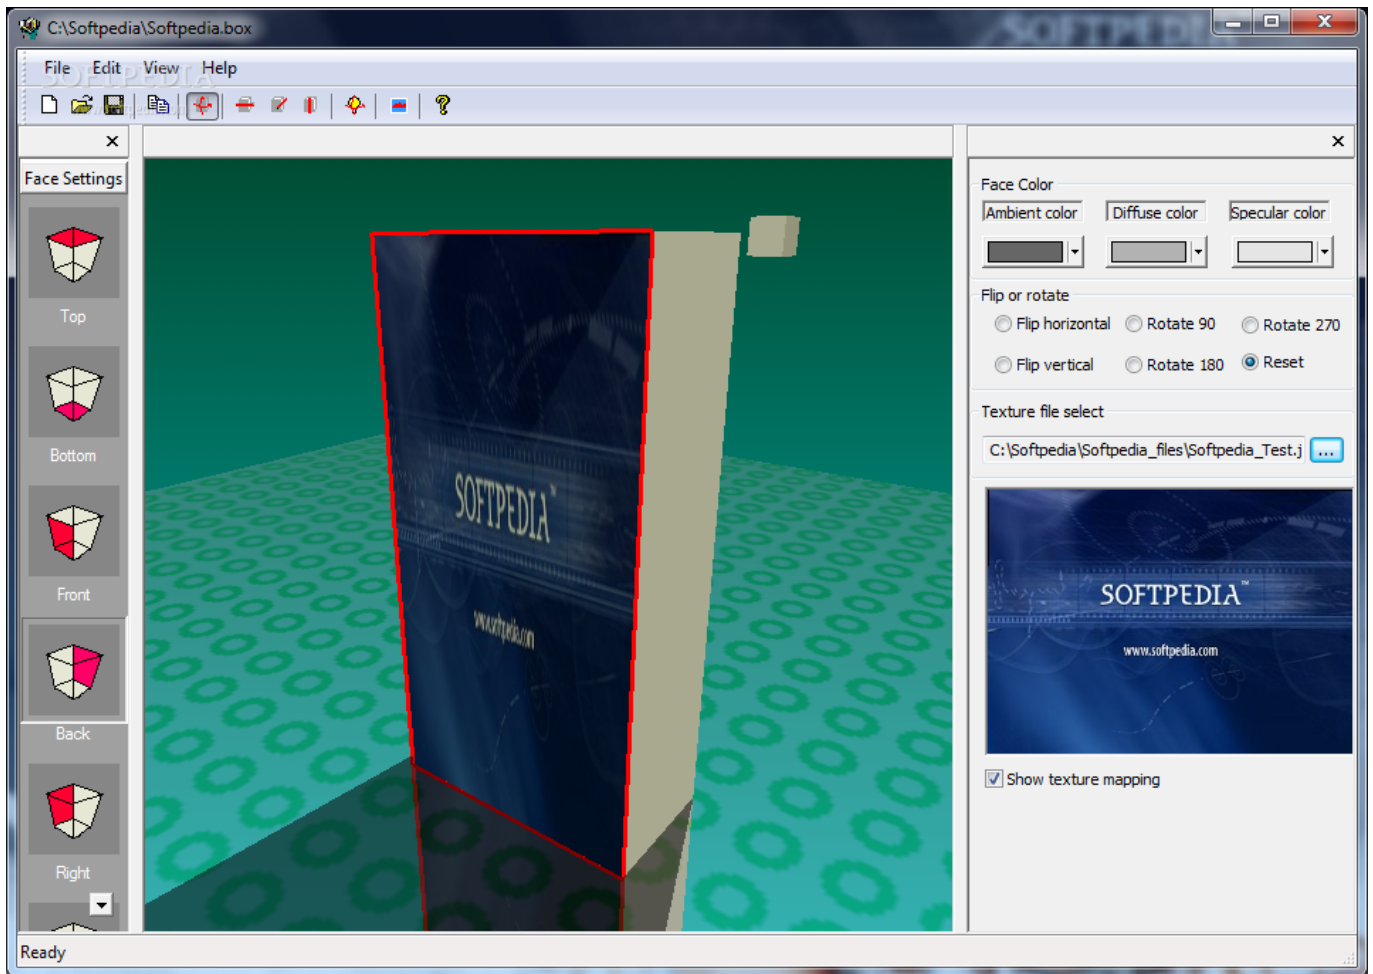 C:\Softpedia\Softpedia.box
SOFTPEDIA
File Edit View Help
SOFTPEDIA
Face Settings
Top
Bottom
Front
Back
Right
SOFTPEDIA™
www.softpedia.com
Face Color
Ambient color Diffuse color Specular color
Flip or rotate
Flip horizontal Rotate 90 Rotate 270
Flip vertical Rotate 180 Reset
Texture file select
C:\Softpedia\Softpedia_files\Softpedia_Test.j ...
SOFTPEDIA™
www.softpedia.com
Show texture mapping
Ready